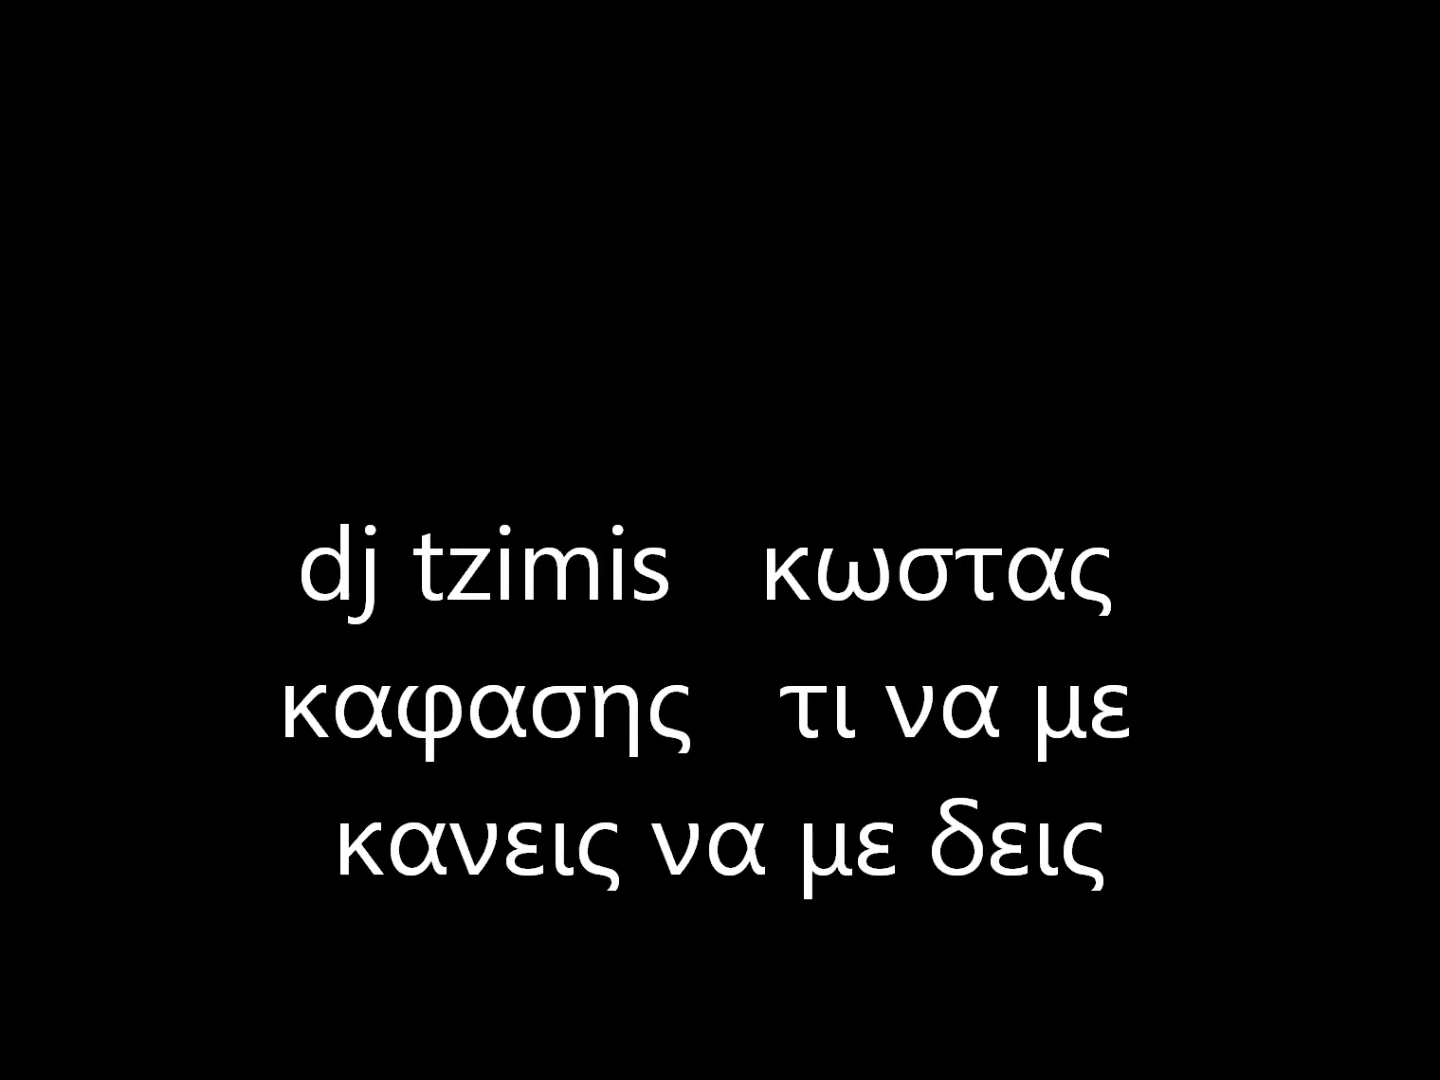 dj tzimis   κωστας
καφασης   τι να με
κανεις να με δεις